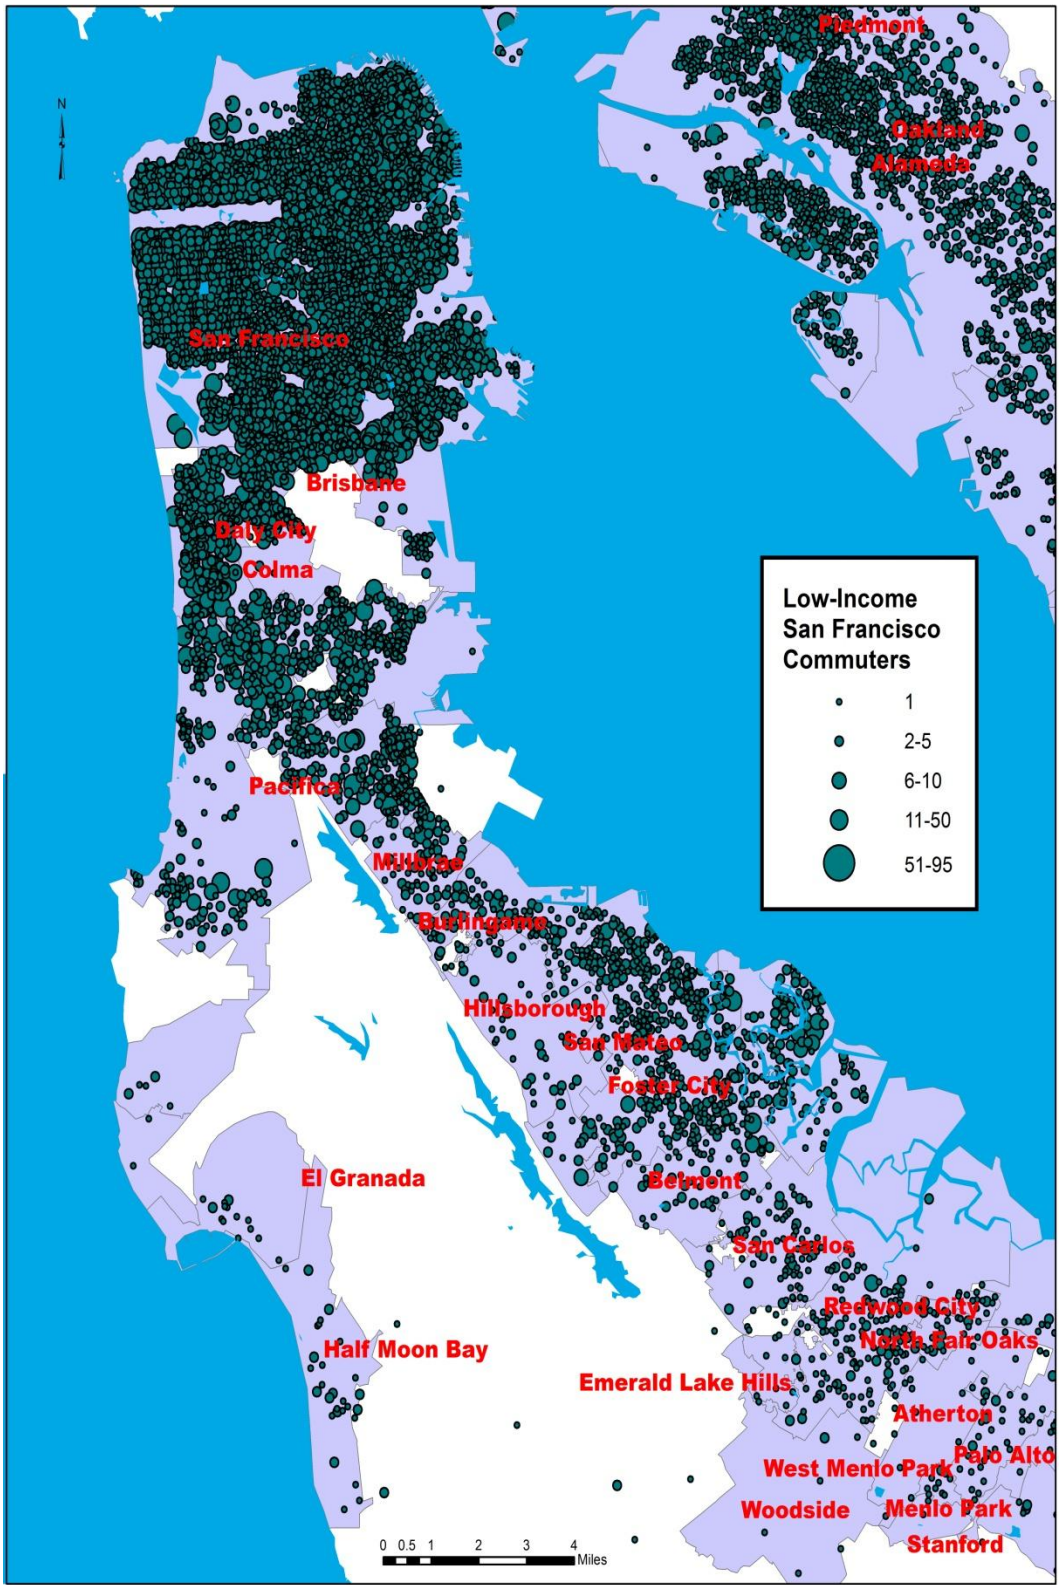 Piedmont
N
Oakland
Alameda
San Francisco
Brisbane
Daly City
Colma
Low-Income
San Francisco
Commuters
1
2-5
6-10
11-50
51-95
Pacifica
Millbrae
Burlingame
Hillsborough
San Mateo
Foster City
El Granada
Belmont
San Carlos
Redwood City
North Fair Oaks
Half Moon Bay
Emerald Lake Hills
Atherton
Palo Alto
West Menlo Park
Woodside
Menlo Park
Stanford
0 0.5 1 2 3 4
Miles